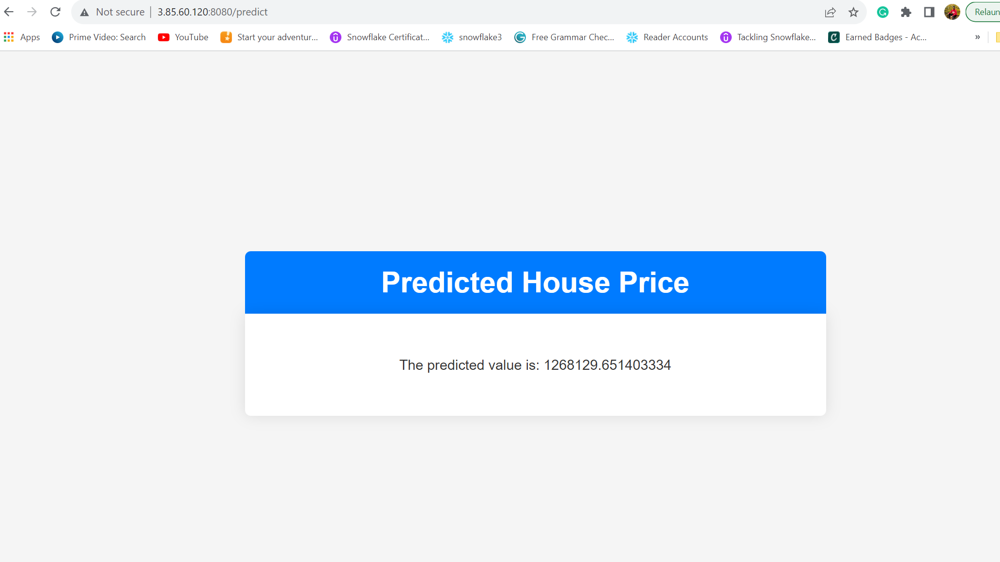 Not secure | 3.85.60.120:8080/predict
Relaun
Apps Prime Video: Search YouTube Start your adventur... Snowflake Certificat... snowflake3 Free Grammar Chec... Reader Accounts Tackling Snowflake... Earned Badges - Ac... »
Predicted House Price
The predicted value is: 1268129.651403334